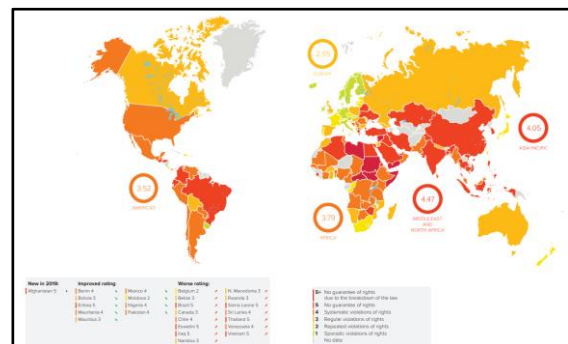 EUROPE
4.05
ASIA PACIFIC
3.52
AMERICAS
3.79
AFRICA
4.47
MIDDLE EAST
AND
NORTH AFRICA
New in 2019:
Afghanistan 5
Improved rating:
Benin 4
Bolivia 3
Eritrea 5
Mauritania 4
Mauritius 3
Mexico 4
Moldova 2
Nigeria 4
Pakistan 4
Worse rating:
Belgium 2
Belize 3
Brazil 5
Canada 3
Chile 4
Eswatini 5
Iraq 5
Namibia 3
N. Macedonia 3
Rwanda 3
Sierra Leone 5
Sri Lanka 4
Thailand 5
Venezuela 4
Vietnam 5
5+ No guarantee of rights
due to the breakdown of the law
5 No guarantee of rights
4 Systematic violations of rights
3 Regular violations of rights
2 Repeated violations of rights
1 Sporadic violations of rights
No data